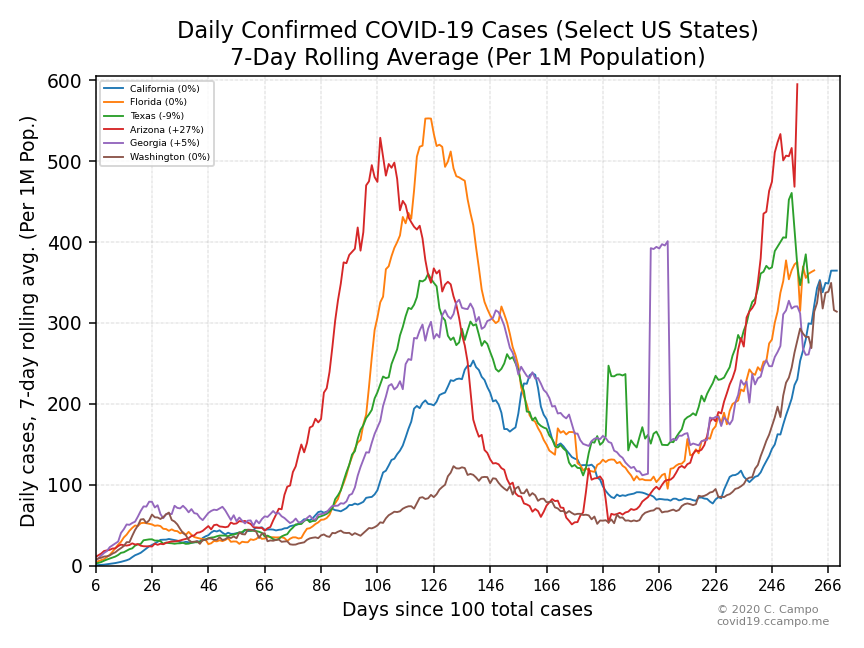 Daily Confirmed COVID-19 Cases (Select US States)
7-Day Rolling Average (Per 1M Population)
Daily cases, 7-day rolling avg. (Per 1M Pop.)
600
500
400
300
200
100
0
California (0%)
Florida (0%)
Texas (-9%)
Arizona (+27%)
Georgia (+5%)
Washington (0%)
6 26 46 66 86 106 126 146 166 186 206 226 246 266
Days since 100 total cases
© 2020 C. Campo
covid19.ccampo.me